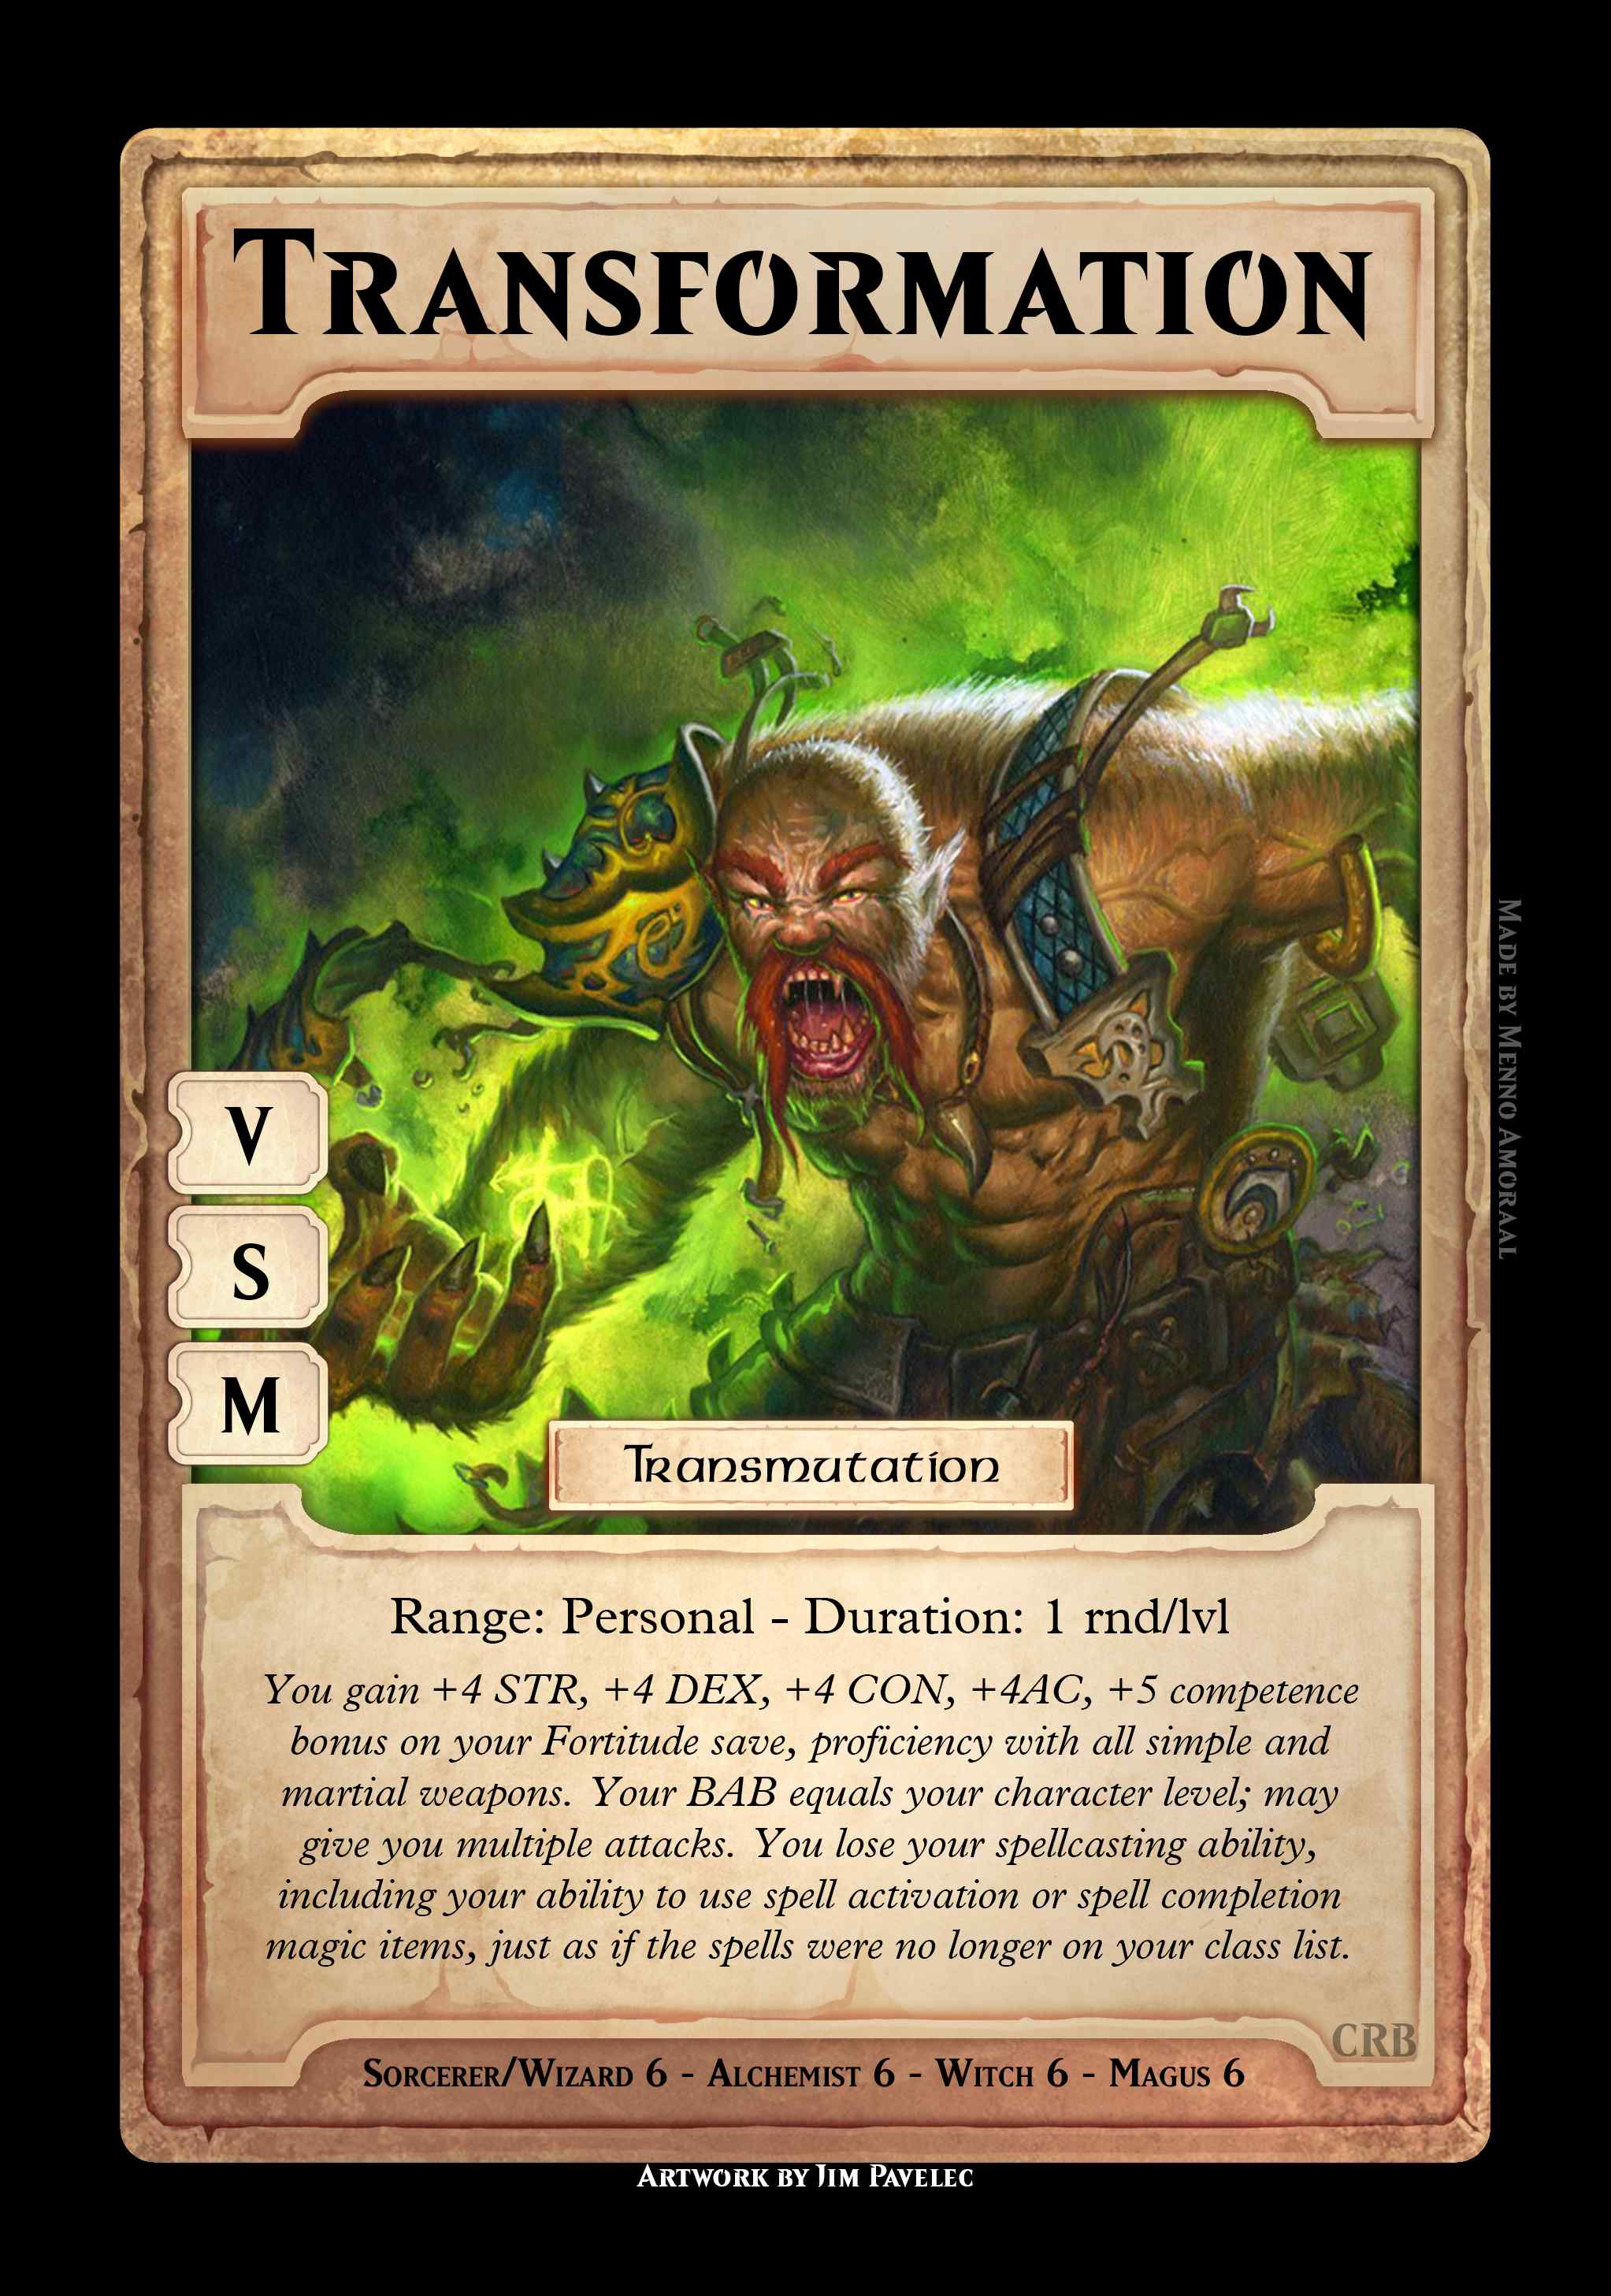 Transformation
V
S
M
Transmutation
Range: Personal - Duration: 1 rnd/lvl
You gain +4 STR, +4 DEX, +4 CON, +4AC, +5 competence
bonus on your Fortitude save, proficiency with all simple and
martial weapons. Your BAB equals your character level; may
give you multiple attacks. You lose your spellcasting ability,
including your ability to use spell activation or spell completion
magic items, just as if the spells were no longer on your class list.
CRB
Sorcerer/Wizard 6 - Alchemist 6 - Witch 6 - Magus 6
Artwork by Jim Pavelec
Made by Menno Amoraal